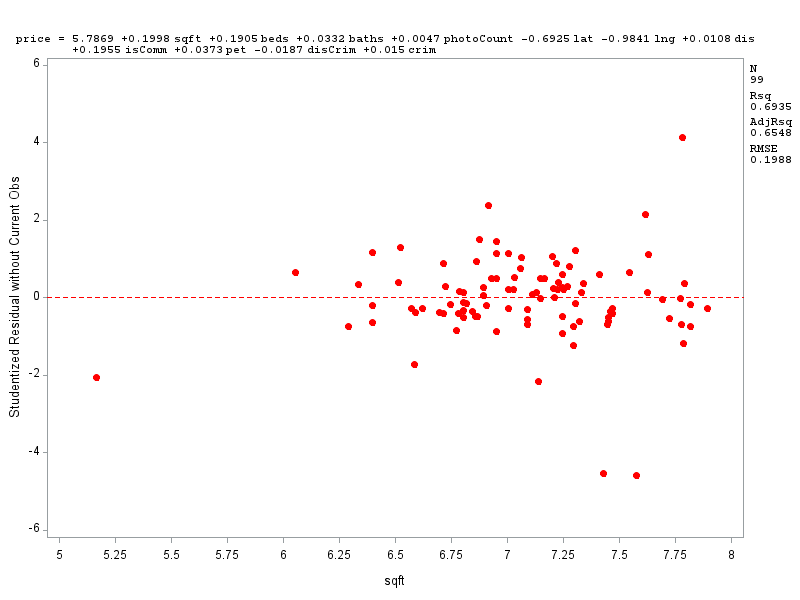 price = 5.7869 +0.1998 sqft +0.1905 beds +0.0332 baths +0.0047 photoCount -0.6925 lat -0.9841 lng +0.0108 dis
+0.1955 isComm +0.0373 pet -0.0187 disCrim +0.015 crim
N
99
Rsq
0.6935
AdjRsq
0.6548
RMSE
0.1988
Studentized Residual without Current Obs
6
4
2
0
-2
-4
-6
5 5.25 5.5 5.75 6 6.25 6.5 6.75 7 7.25 7.5 7.75 8
sqft